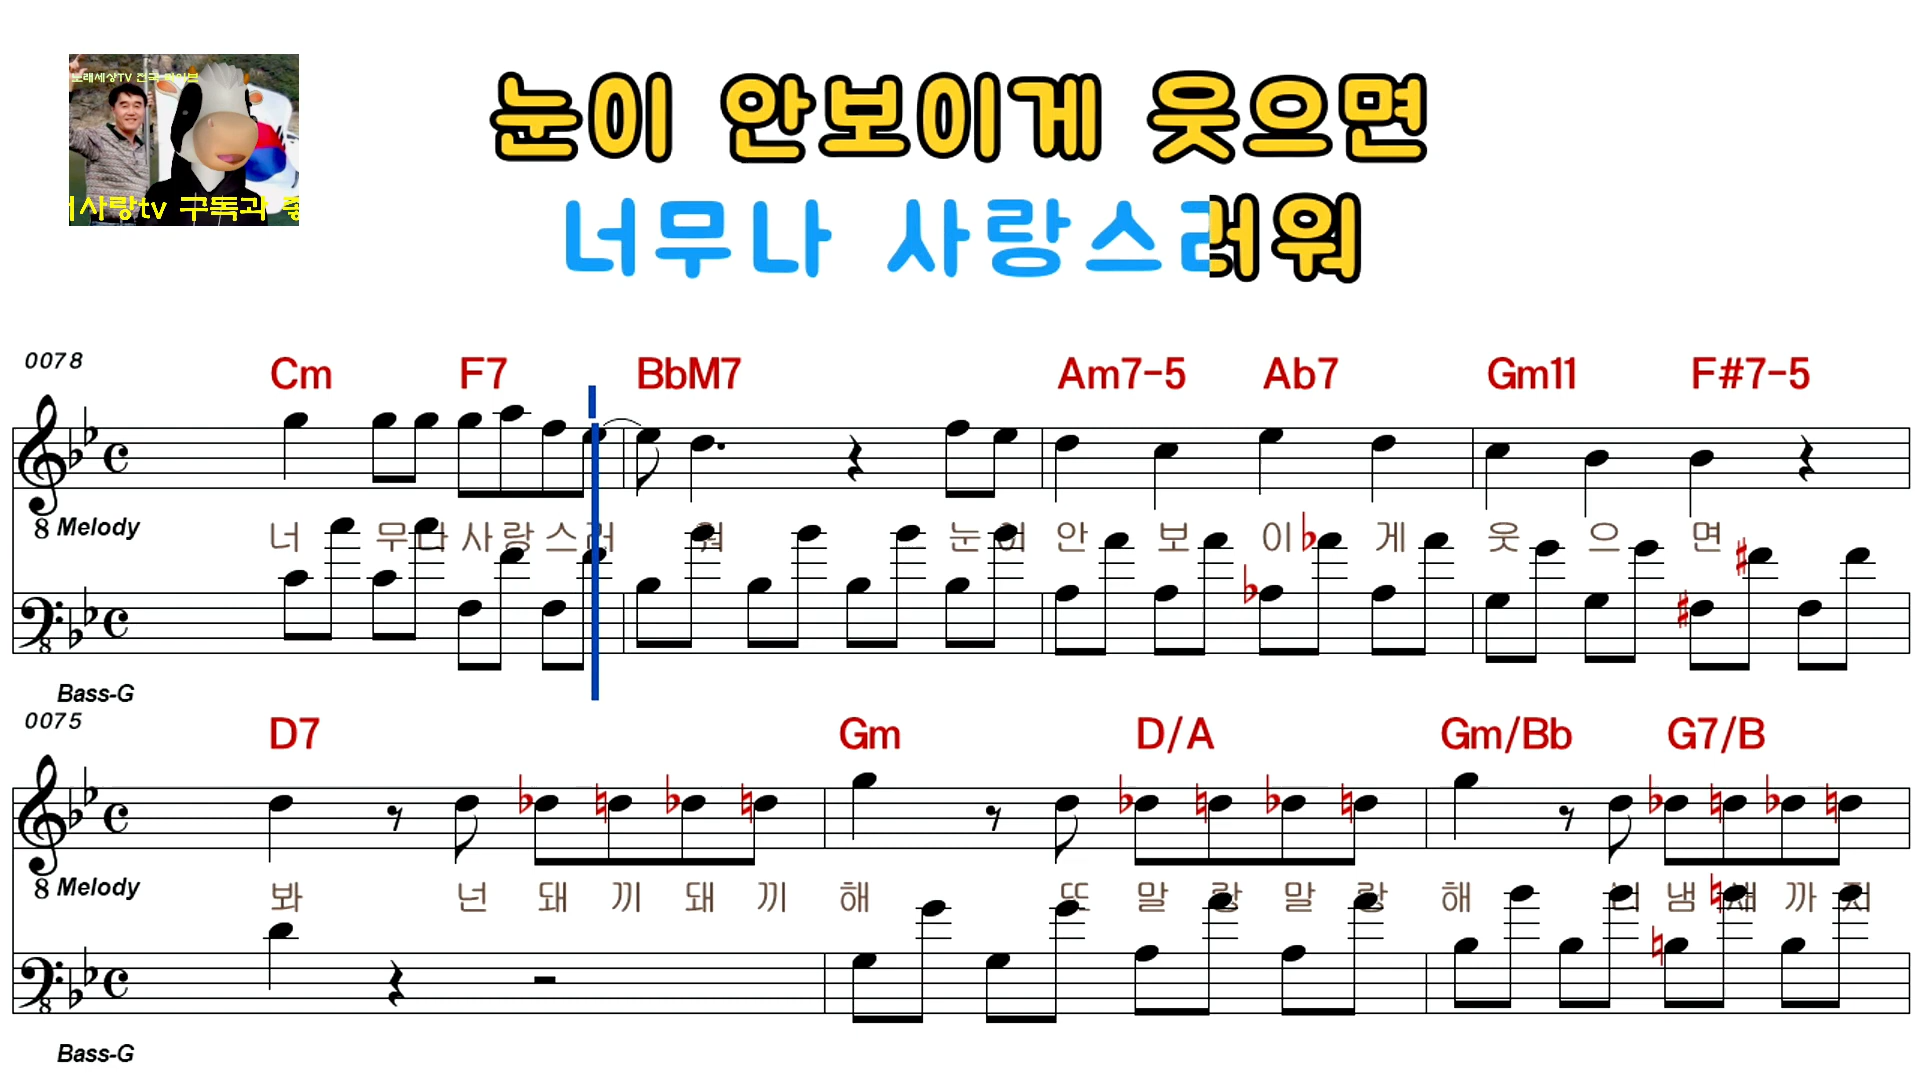 노래세상TV 전국
사랑tv 구독과
눈이 안보이게 웃으면
너무나 사랑스러워
0078
Cm F7 BbM7 Am7-5 Ab7 Gm11 F#7-5
8 Melody
너 무나사랑스러 워 눈이 안 보 이 게 웃 으 면
8
Bass-G
0075
D7 Gm D/A Gm/Bb G7/B
8 Melody
봐 넌 돼 끼 돼 끼 해 또 말 랑 말 랑 해 너 냄 새 까 지
8
Bass-G